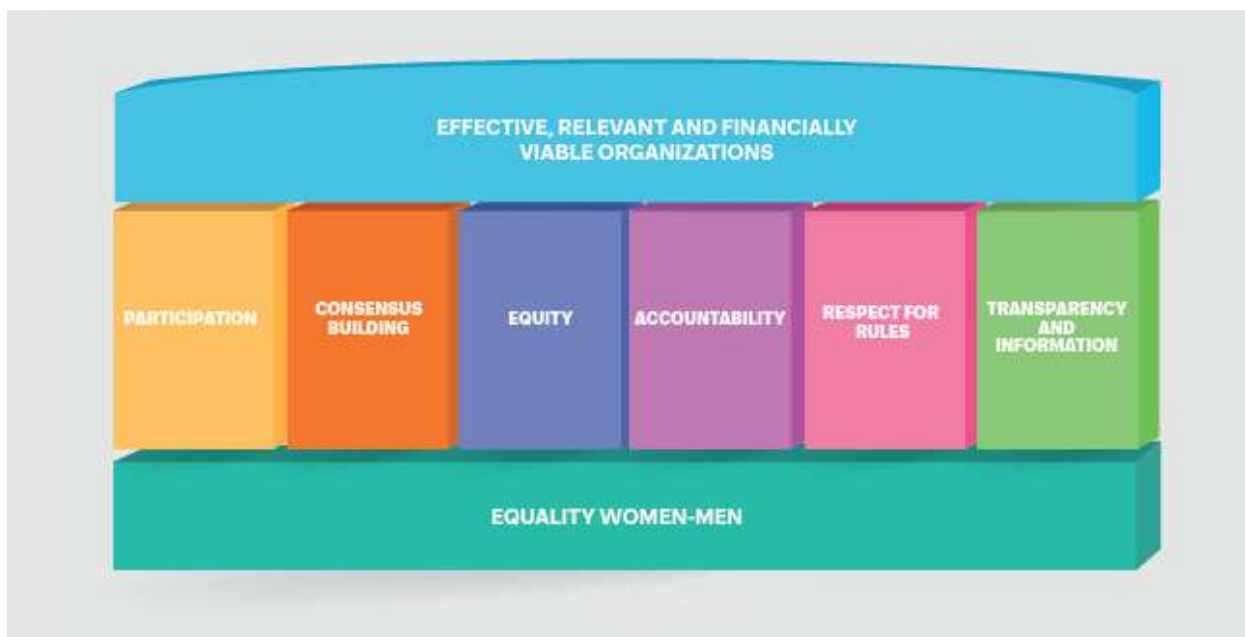 EFFECTIVE, RELEVANT AND FINANCIALLY
VIABLE ORGANIZATIONS
PARTICIPATION
CONSENSUS
BUILDING
EQUITY
ACCOUNTABILITY
RESPECT FOR
RULES
TRANSPARENCY
AND
INFORMATION
EQUALITY WOMEN-MEN